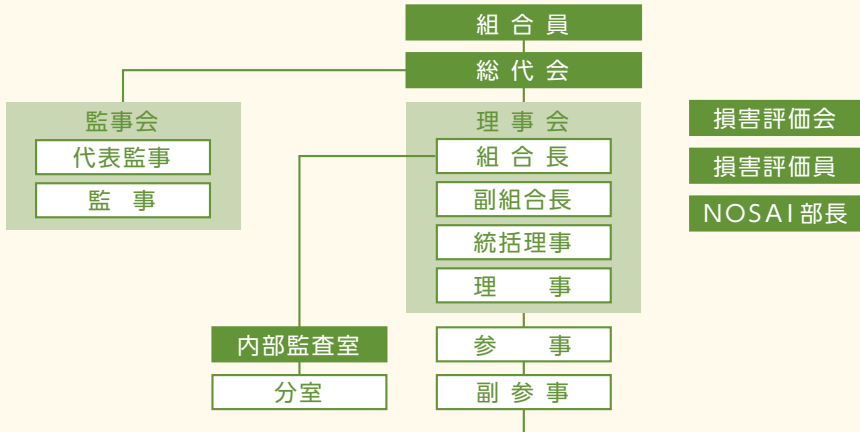 組合員
総代会
監事会
代表監事
監事
理事会
組合長
副組合長
統括理事
理事
損害評価会
損害評価員
NOSAI部長
内部監査室
分室
参事
副参事